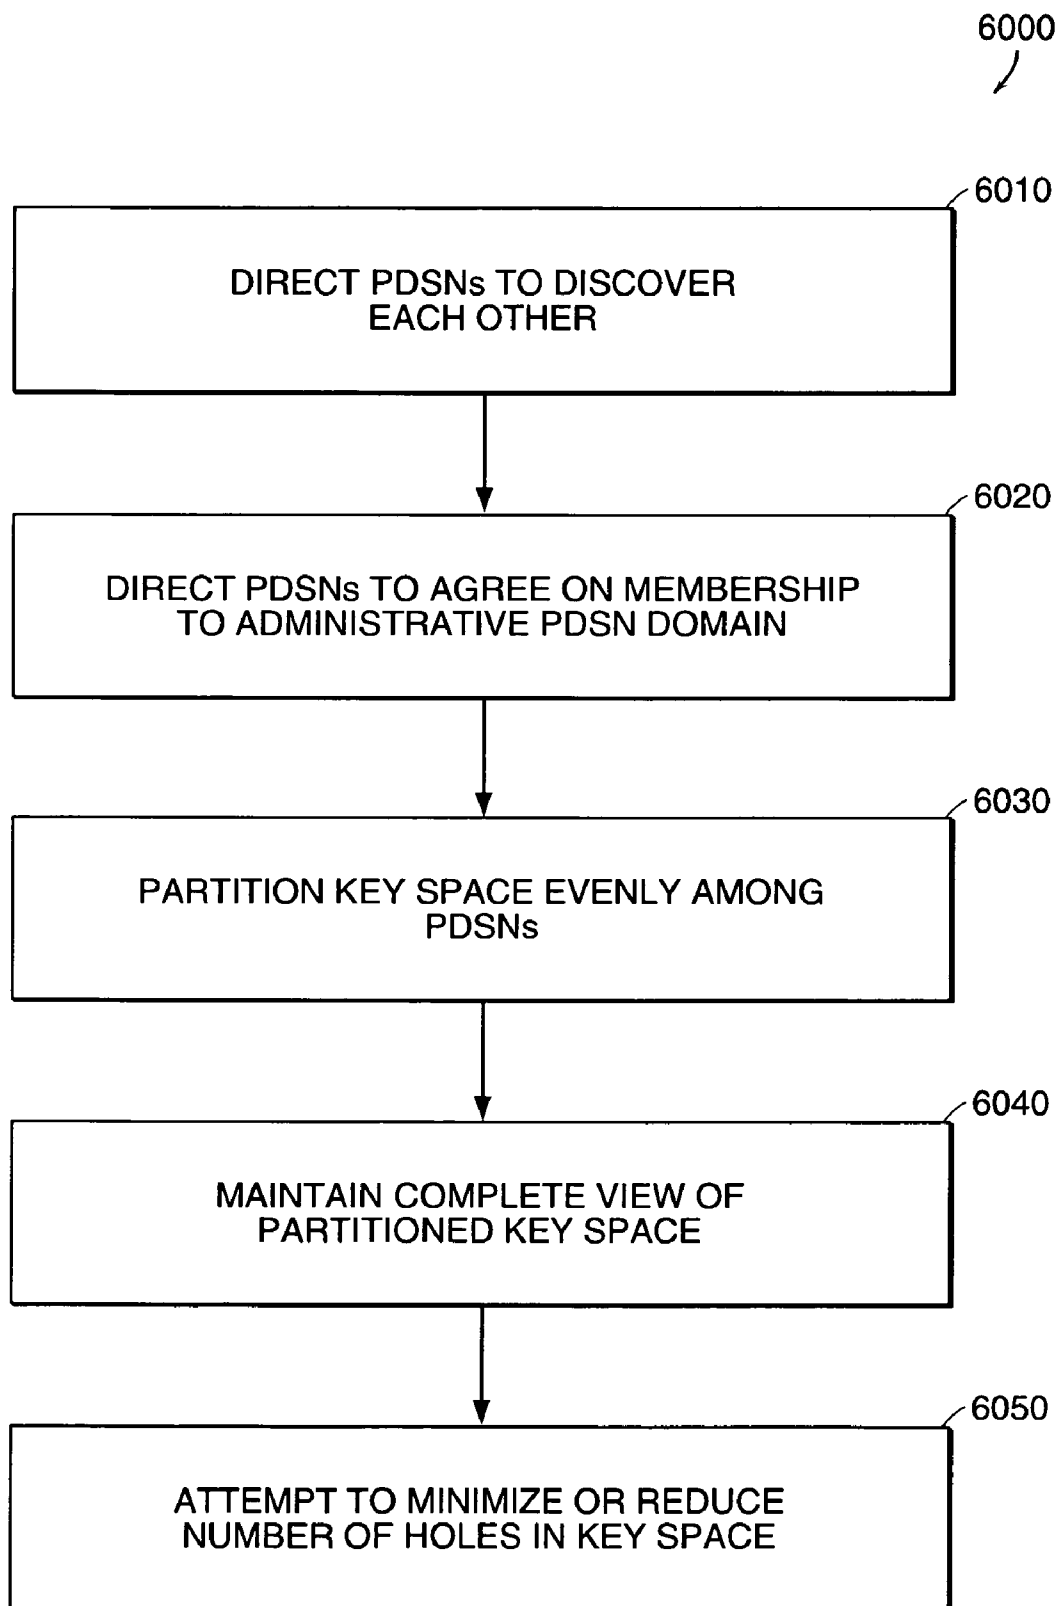 6000
6010
DIRECT PDSNs TO DISCOVER
EACH OTHER
6020
DIRECT PDSNs TO AGREE ON MEMBERSHIP
TO ADMINISTRATIVE PDSN DOMAIN
6030
PARTITION KEY SPACE EVENLY AMONG
PDSNs
6040
MAINTAIN COMPLETE VIEW OF
PARTITIONED KEY SPACE
6050
ATTEMPT TO MINIMIZE OR REDUCE
NUMBER OF HOLES IN KEY SPACE